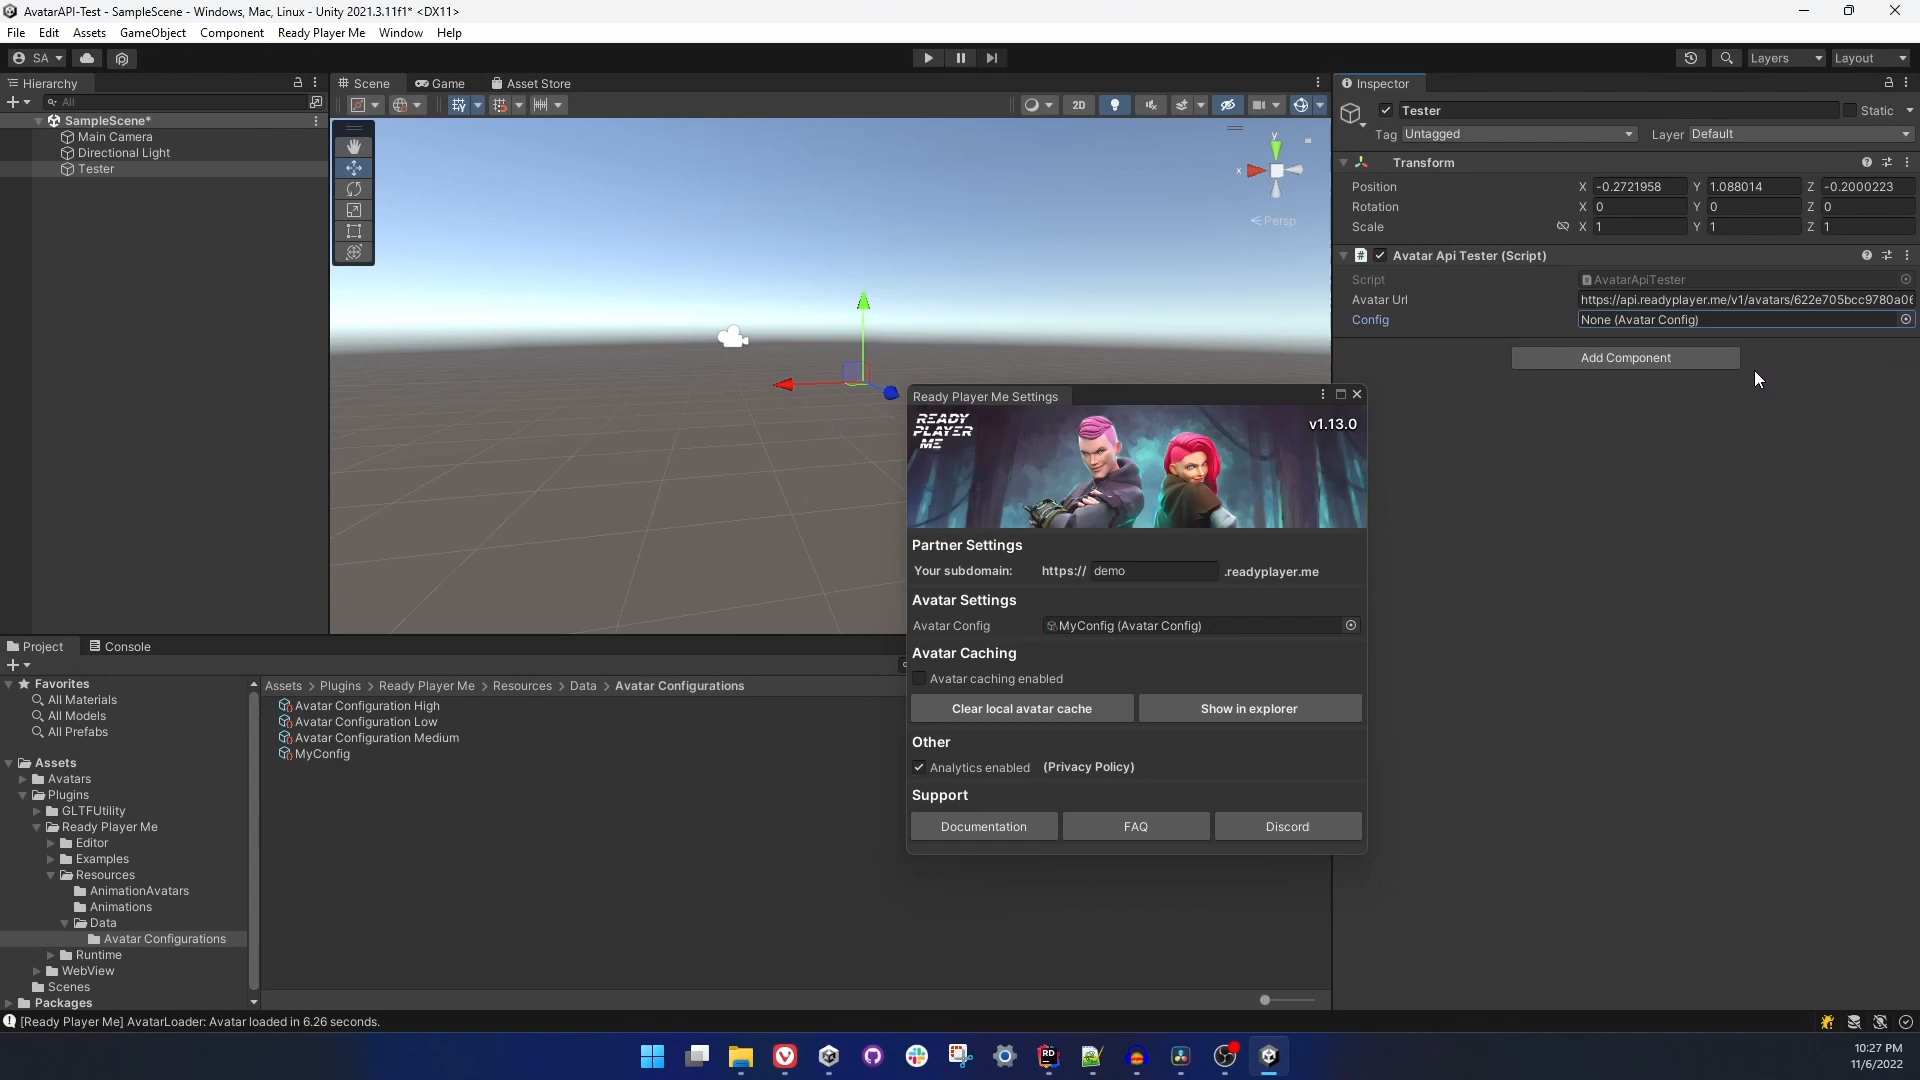 AvatarAPI-Test - SampleScene - Windows, Mac, Linux - Unity 2021.3.11f1* <DX11>
File Edit Assets GameObject Component Ready Player Me Window Help
SA
Layers
Layout
Hierarchy
All
SampleScene*
Main Camera
Directional Light
Tester
Scene
Game
Asset Store
2D
y
x
Persp
Inspector
Tester
Static
Tag Untagged
Layer Default
Transform
Position X -0.2721958 Y 1.088014 Z -0.2000223
Rotation X 0 Y 0 Z 0
Scale X 1 Y 1 Z 1
Avatar Api Tester (Script)
Script AvatarApiTester
Avatar Url https://api.readyplayer.me/v1/avatars/622e705bcc9780a06
Config None (Avatar Config)
Add Component
Ready Player Me Settings
READY
PLAYER
ME
v1.13.0
Partner Settings
Your subdomain: https:// demo .readyplayer.me
Avatar Settings
Avatar Config MyConfig (Avatar Config)
Avatar Caching
Avatar caching enabled
Clear local avatar cache
Show in explorer
Other
Analytics enabled (Privacy Policy)
Support
Documentation
FAQ
Discord
Project
Console
Favorites
All Materials
All Models
All Prefabs
Assets
Avatars
Plugins
GLTFUtility
Ready Player Me
Editor
Examples
Resources
AnimationAvatars
Animations
Data
Avatar Configurations
Runtime
WebView
Scenes
Packages
Assets > Plugins > Ready Player Me > Resources > Data > Avatar Configurations
Avatar Configuration High
Avatar Configuration Low
Avatar Configuration Medium
MyConfig
[Ready Player Me] AvatarLoader: Avatar loaded in 6.26 seconds.
RD
10:27 PM
11/6/2022